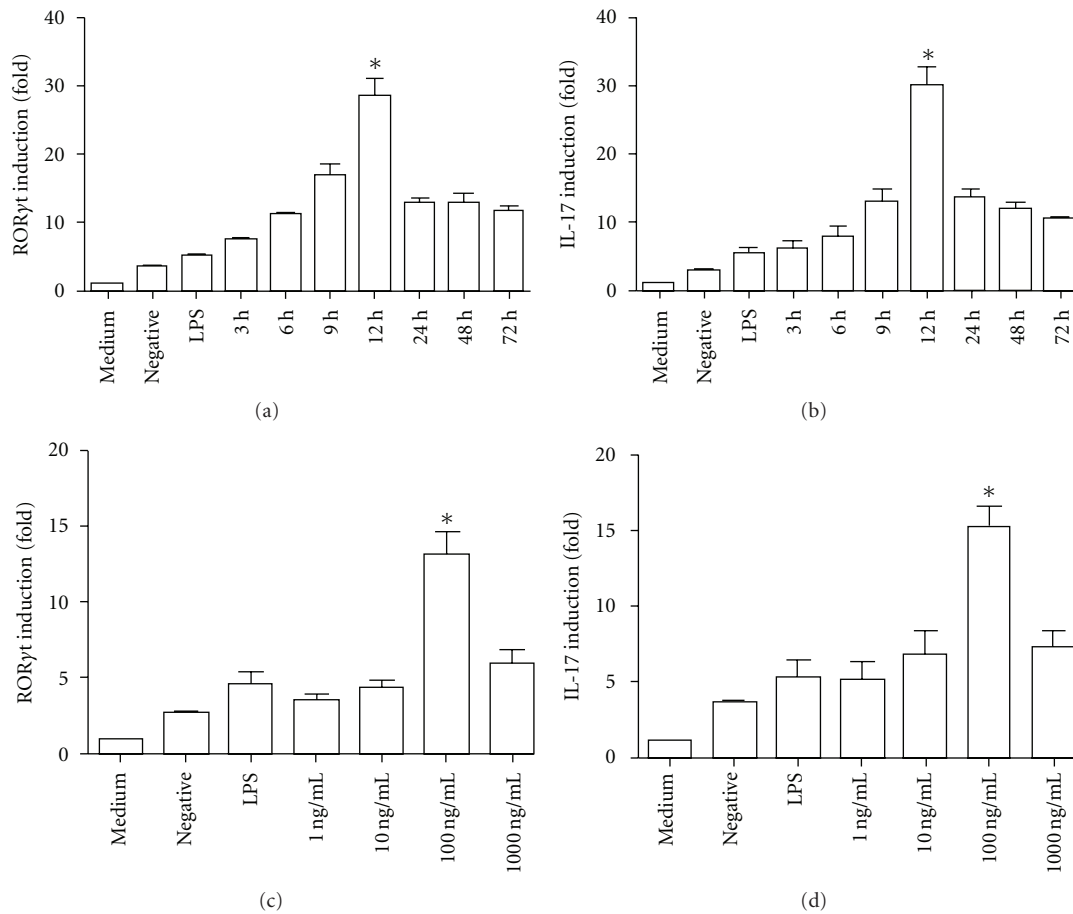 40
30
20
10
0
RORγt induction (fold)
*
Medium
Negative
LPS
3 h
6 h
9 h
12 h
24 h
48 h
72 h
(a)
40
30
20
10
0
IL-17 induction (fold)
*
Medium
Negative
LPS
3 h
6 h
9 h
12 h
24 h
48 h
72 h
(b)
20
15
10
5
0
RORγt induction (fold)
*
Medium
Negative
LPS
1 ng/mL
10 ng/mL
100 ng/mL
1000 ng/mL
(c)
20
15
10
5
0
IL-17 induction (fold)
*
Medium
Negative
LPS
1 ng/mL
10 ng/mL
100 ng/mL
1000 ng/mL
(d)